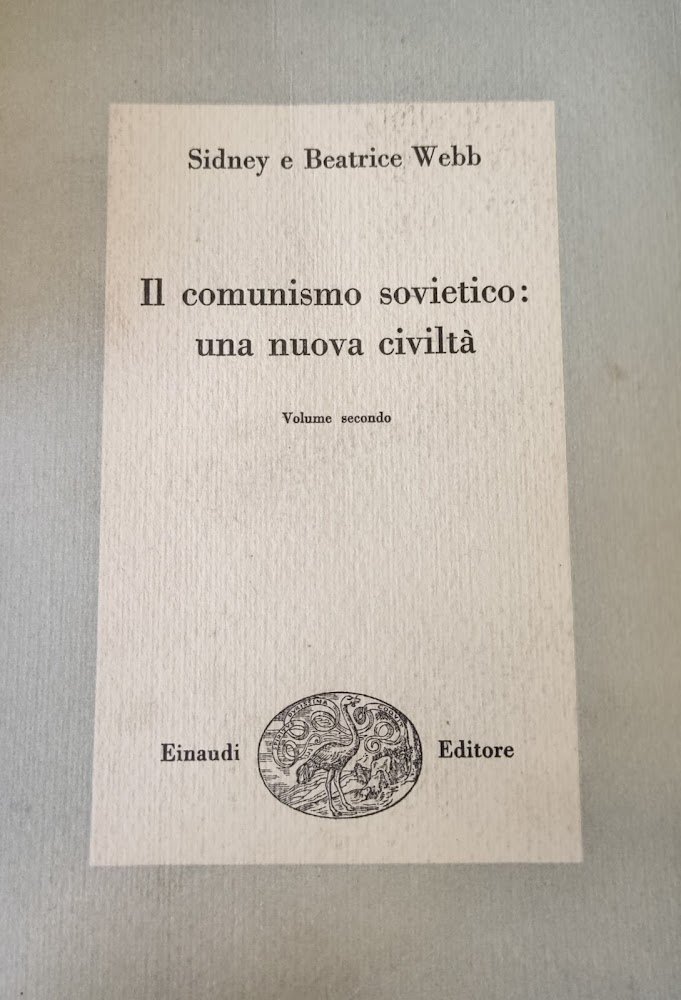 Sidney e Beatrice Webb
Il comunismo sovietico:
una nuova civiltà
Volume secondo
Einaudi
Editore